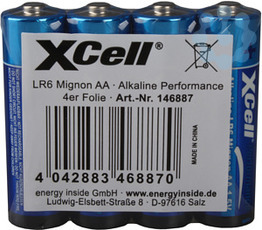 XCell®
LR6 Mignon AA · Alkaline Performance
4er Folie · Art.-Nr. 146887
MADE IN CHINA
4 042883 468870
energy inside GmbH · www.energyinside.de
Ludwig-Elsbett-Straße 8 · D-97616 Salz